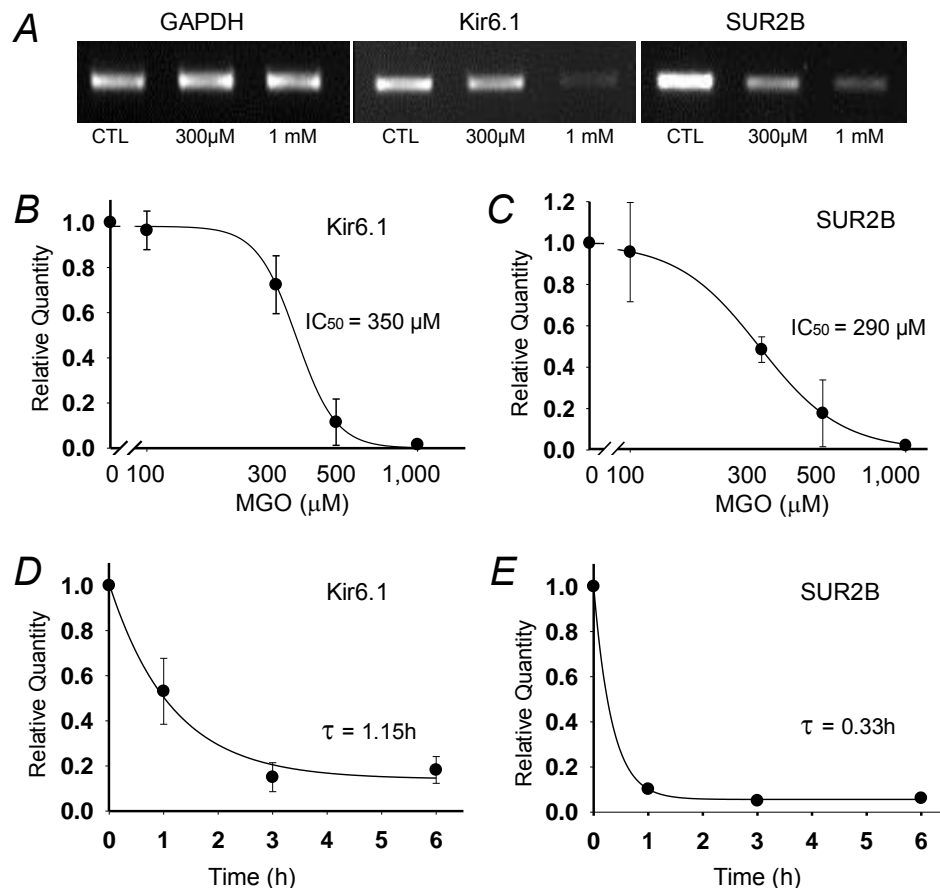 A
GAPDH Kir6.1 SUR2B
CTL 300µM 1 mM CTL 300µM 1 mM CTL 300µM 1 mM
B
Kir6.1
IC50 = 350 µM
Relative Quantity
1.0
0.8
0.6
0.4
0.2
0.0
0 100 300 500 1,000
MGO (µM)
C
SUR2B
IC50 = 290 µM
Relative Quantity
1.2
1.0
0.8
0.6
0.4
0.2
0.0
0 100 300 500 1,000
MGO (µM)
D
Kir6.1
τ = 1.15h
Relative Quantity
1.0
0.8
0.6
0.4
0.2
0.0
0 1 2 3 4 5 6
Time (h)
E
SUR2B
τ = 0.33h
Relative Quantity
1.0
0.8
0.6
0.4
0.2
0.0
0 1 2 3 4 5 6
Time (h)